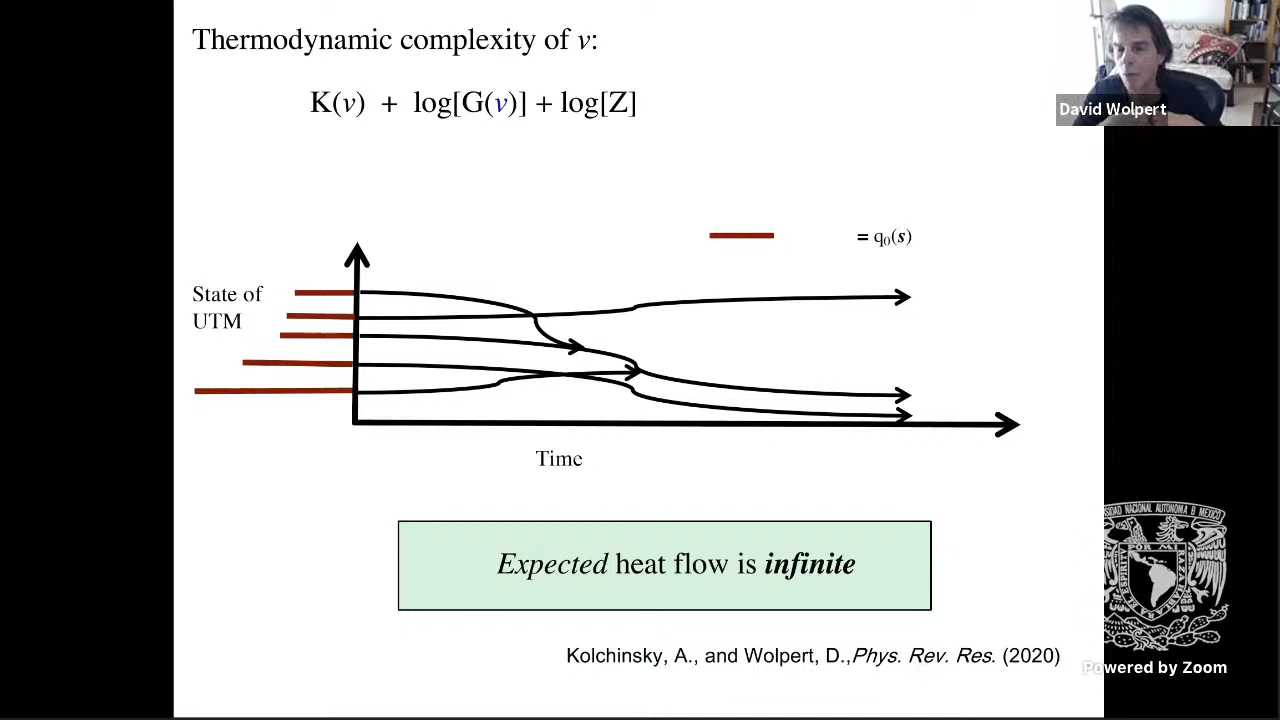 Thermodynamic complexity of v:
K(v) + log[G(v)] + log[Z]
David Wolpert
= q₀(s)
State of
UTM
Time
Expected heat flow is infinite
Kolchinsky, A., and Wolpert, D.,Phys. Rev. Res. (2020)
Powered by Zoom